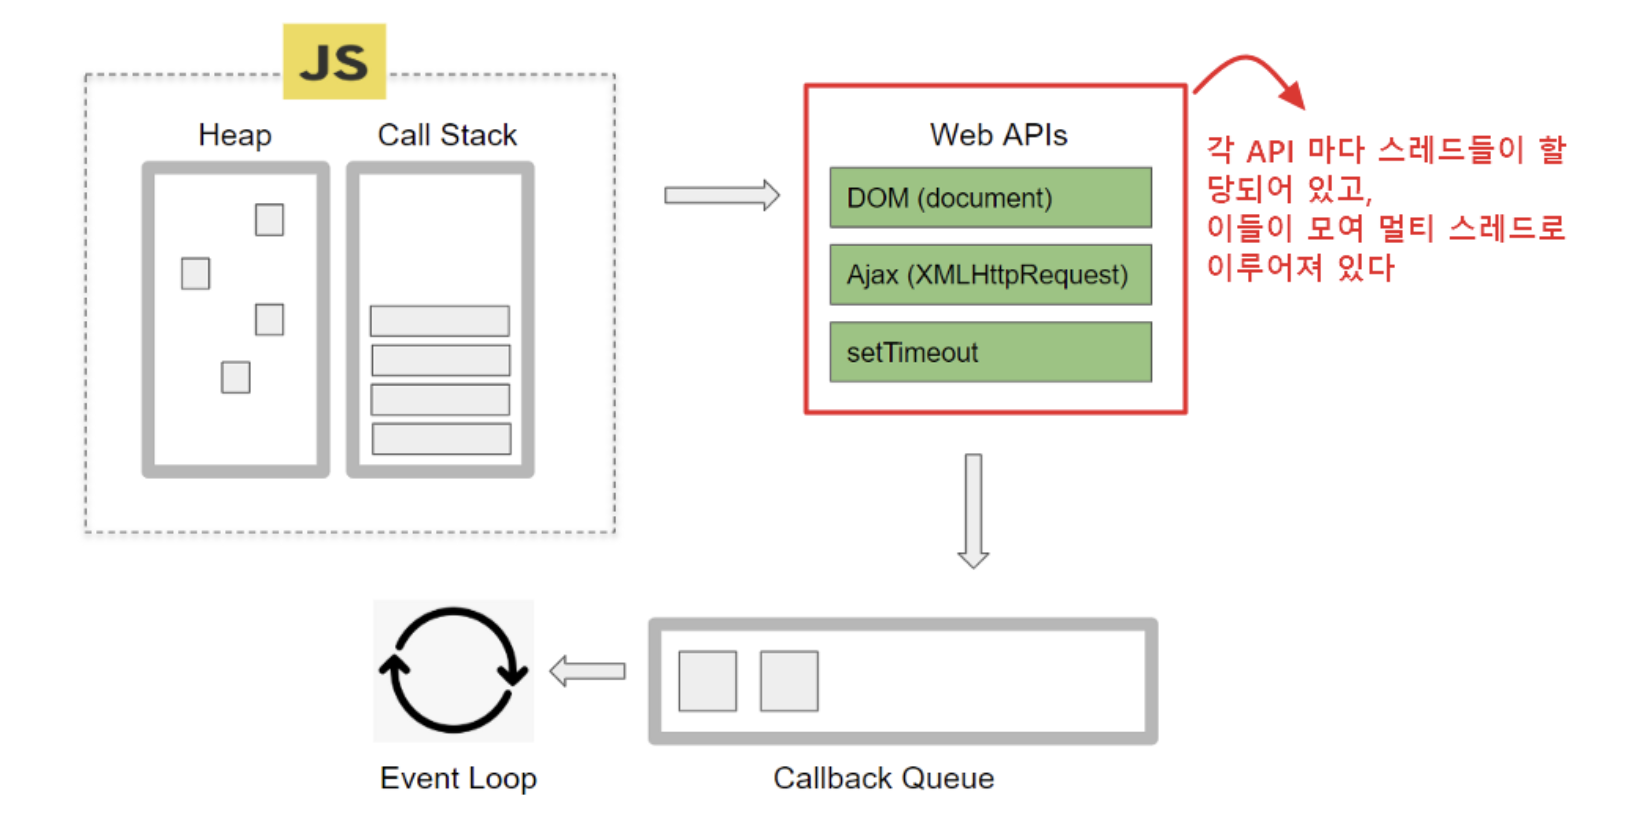 JS
Heap
Call Stack
Web APIs
DOM (document)
Ajax (XMLHttpRequest)
setTimeout
각 API 마다 스레드들이 할
당되어 있고,
이들이 모여 멀티 스레드로
이루어져 있다
Event Loop
Callback Queue